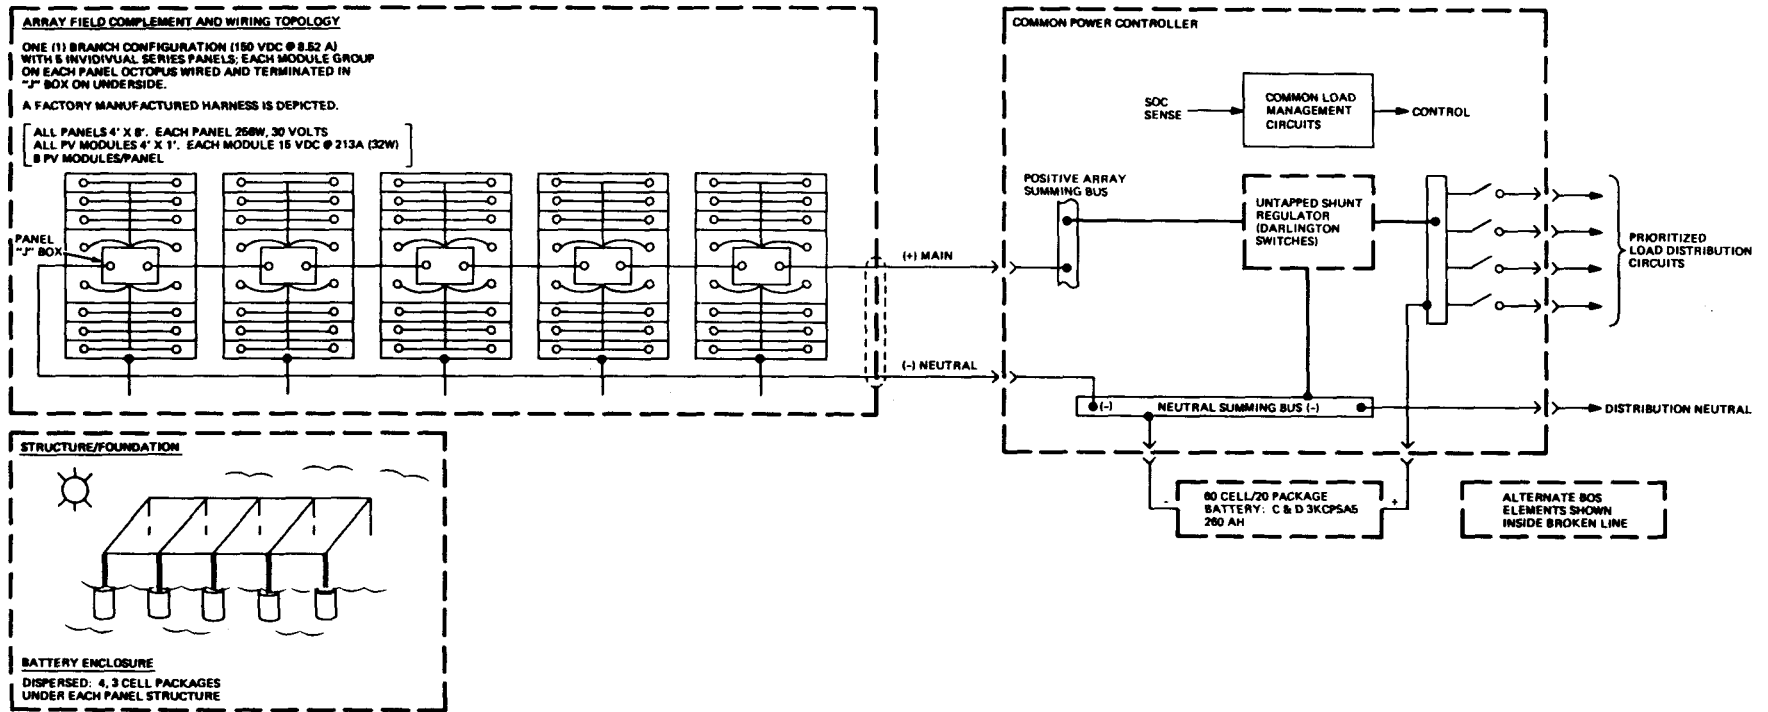 ARRAY FIELD COMPLEMENT AND WIRING TOPOLOGY
ONE (1) BRANCH CONFIGURATION (150 VDC @ 8.52 A)
WITH 5 INVIDIVUAL SERIES PANELS; EACH MODULE GROUP
ON EACH PANEL OCTOPUS WIRED AND TERMINATED IN
"J" BOX ON UNDERSIDE.
A FACTORY MANUFACTURED HARNESS IS DEPICTED.
ALL PANELS 4' X 8'. EACH PANEL 256W, 30 VOLTS
ALL PV MODULES 4' X 1'. EACH MODULE 15 VDC @ 213A (32W)
8 PV MODULES/PANEL
PANEL
"J" BOX
(+) MAIN
(-) NEUTRAL
COMMON POWER CONTROLLER
SOC
SENSE
COMMON LOAD
MANAGEMENT
CIRCUITS
CONTROL
POSITIVE ARRAY
SUMMING BUS
UNTAPPED SHUNT
REGULATOR
(DARLINGTON
SWITCHES)
PRIORITIZED
LOAD DISTRIBUTION
CIRCUITS
(-)
NEUTRAL SUMMING BUS (-)
DISTRIBUTION NEUTRAL
-
60 CELL/20 PACKAGE
BATTERY: C & D 3KCPSA5
260 AH
+
ALTERNATE BOS
ELEMENTS SHOWN
INSIDE BROKEN LINE
STRUCTURE/FOUNDATION
BATTERY ENCLOSURE
DISPERSED: 4, 3 CELL PACKAGES
UNDER EACH PANEL STRUCTURE